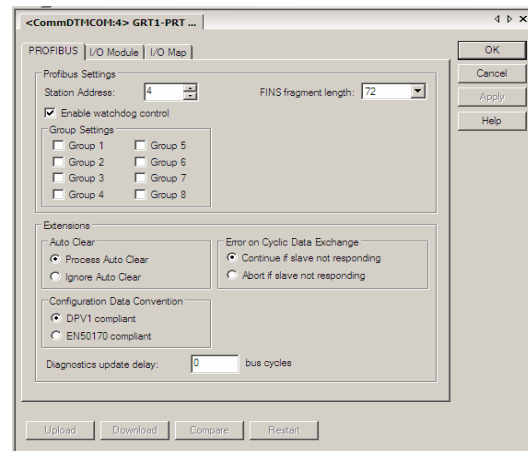 <CommDTMCOM:4> GRT1-PRT ...
PROFIBUS I/O Module I/O Map
OK
Cancel
Apply
Help
Profibus Settings
Station Address: 4 FINS fragment length: 72
Enable watchdog control
Group Settings
Group 1 Group 5
Group 2 Group 6
Group 3 Group 7
Group 4 Group 8
Extensions
Auto Clear Error on Cyclic Data Exchange
Process Auto Clear Continue if slave not responding
Ignore Auto Clear Abort if slave not responding
Configuration Data Convention
DPV1 compliant
EN50170 compliant
Diagnostics update delay: 0 bus cycles
Upload Download Compare Restart